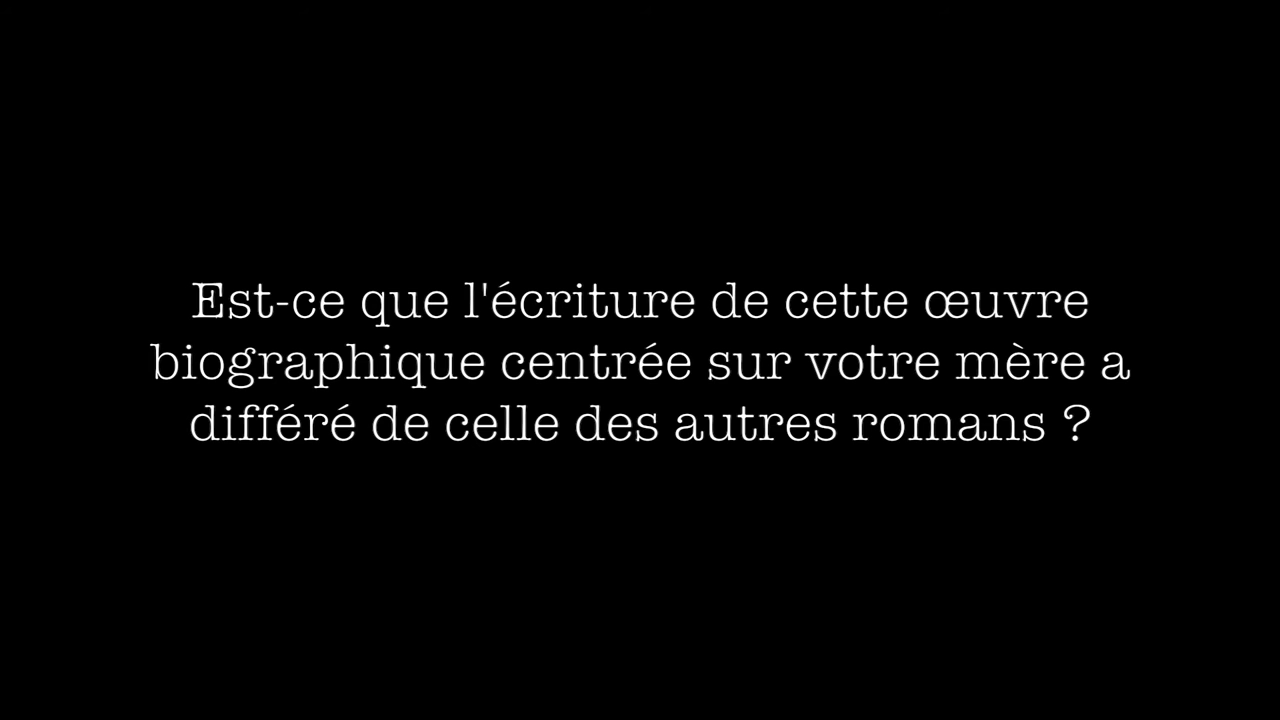 Est-ce que l'écriture de cette œuvre
biographique centrée sur votre mère a
différé de celle des autres romans ?